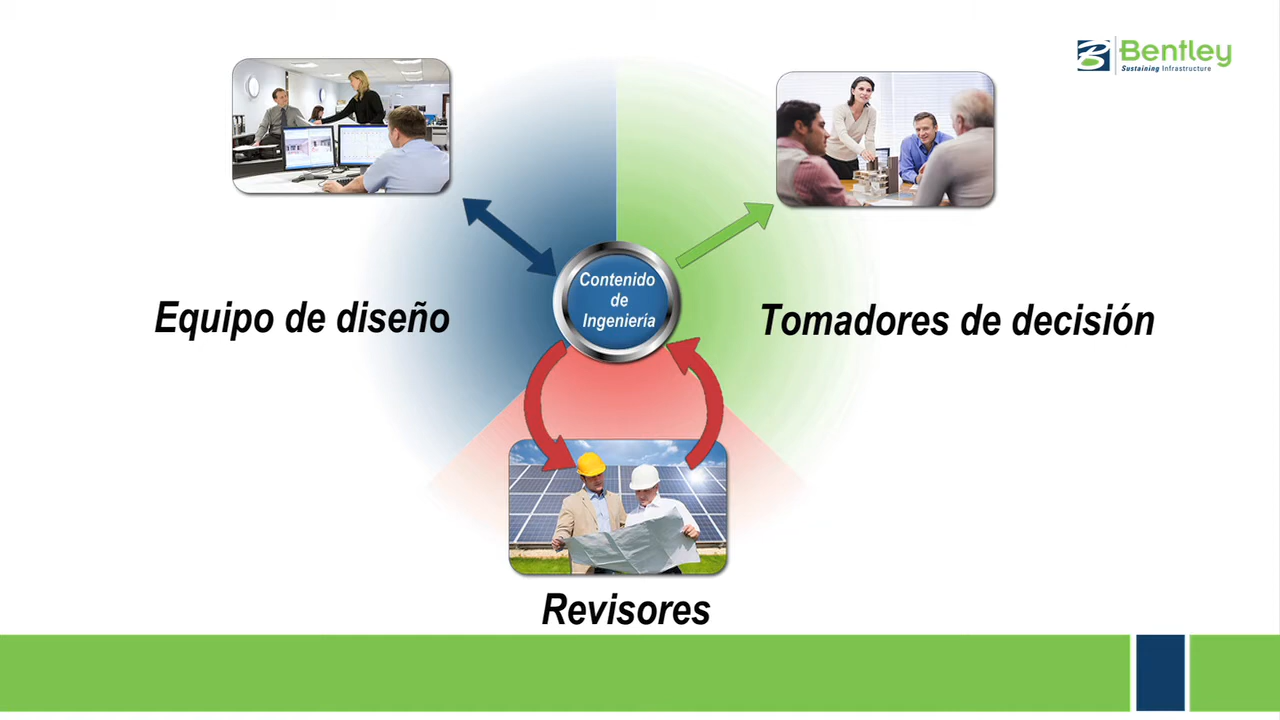 Bentley
Sustaining Infrastructure
Contenido
de
Ingeniería
Equipo de diseño
Tomadores de decisión
Revisores